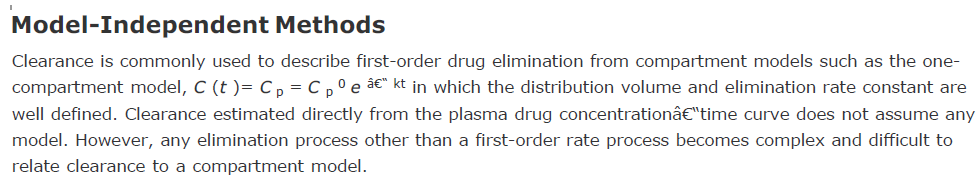 Model-Independent Methods
Clearance is commonly used to describe first-order drug elimination from compartment models such as the one-
compartment model, C (t )= C p = C p 0 e â€“ kt in which the distribution volume and elimination rate constant are
well defined. Clearance estimated directly from the plasma drug concentrationâ€“time curve does not assume any
model. However, any elimination process other than a first-order rate process becomes complex and difficult to
relate clearance to a compartment model.